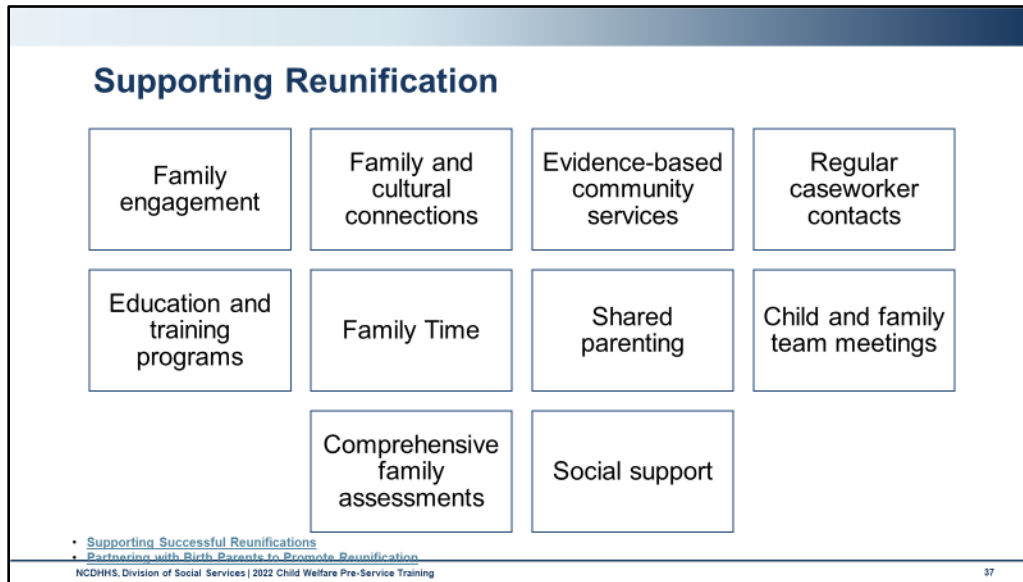 Supporting Reunification
Family
engagement
Family and
cultural
connections
Evidence-based
community
services
Regular
caseworker
contacts
Education and
training
programs
Family Time
Shared
parenting
Child and family
team meetings
Comprehensive
family
assessments
Social support
• Supporting Successful Reunifications
• Partnering with Birth Parents to Promote Reunification
NCDHHS, Division of Social Services | 2022 Child Welfare Pre-Service Training
37